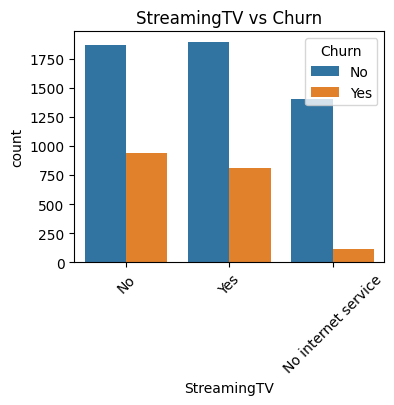 StreamingTV vs Churn
Churn
No
Yes
count
1750
1500
1250
1000
750
500
250
0
No
Yes
No internet service
StreamingTV